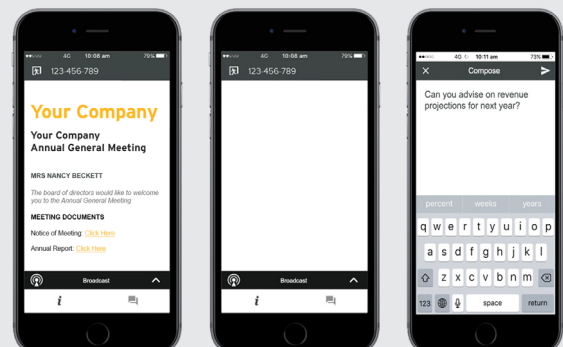 4G 10:08 am 79%
123-456-789
Your Company
Your Company
Annual General Meeting
MRS NANCY BECKETT
The board of directors would like to welcome
you to the Annual General Meeting
MEETING DOCUMENTS
Notice of Meeting: Click Here
Annual Report: Click Here
Broadcast
i
4G 10:08 am 79%
123-456-789
Broadcast
i
4G 10:11 am 73%
Compose
Can you advise on revenue
projections for next year?
percent weeks years
q w e r t y u i o p
a s d f g h j k l
z x c v b n m
123 space return